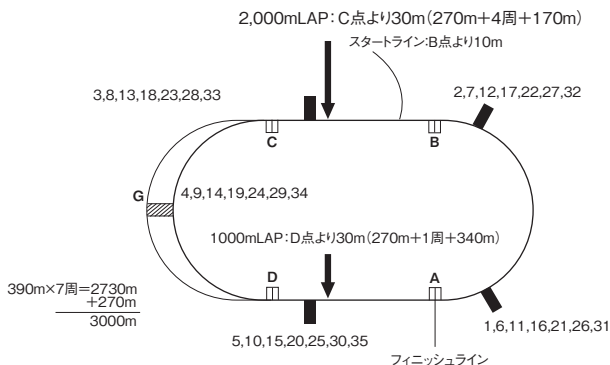 2,000mLAP：C点より30m（270m+4周+170m）
スタートライン：B点より10m
3,8,13,18,23,28,33
2,7,12,17,22,27,32
C
B
G
4,9,14,19,24,29,34
1000mLAP：D点より30m（270m+1周+340m）
D
A
390m×7周＝2730m
+270m
3000m
5,10,15,20,25,30,35
1,6,11,16,21,26,31
フィニッシュライン